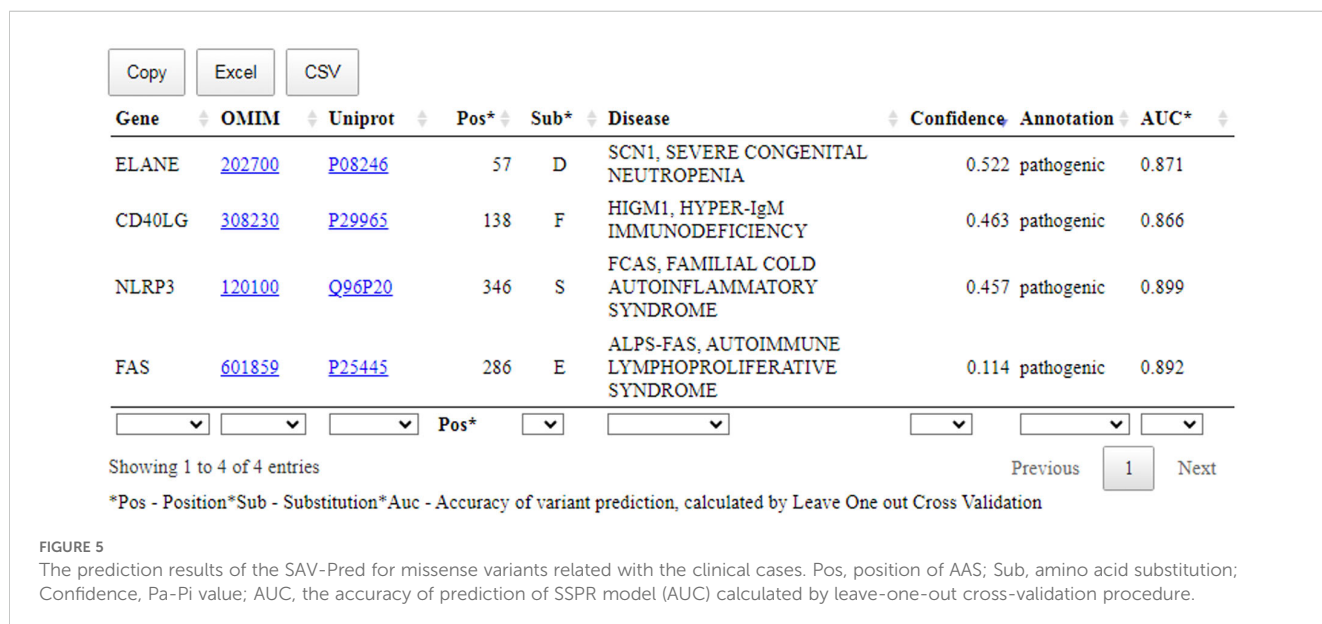 Copy Excel CSV
Gene OMIM Uniprot Pos* Sub* Disease Confidence Annotation AUC*
ELANE 202700 P08246 57 D SCN1, SEVERE CONGENITAL NEUTROPENIA 0.522 pathogenic 0.871
CD40LG 308230 P29965 138 F HIGM1, HYPER-IgM IMMUNODEFICIENCY 0.463 pathogenic 0.866
NLRP3 120100 Q96P20 346 S FCAS, FAMILIAL COLD AUTOINFLAMMATORY SYNDROME 0.457 pathogenic 0.899
FAS 601859 P25445 286 E ALPS-FAS, AUTOIMMUNE LYMPHOPROLIFERATIVE SYNDROME 0.114 pathogenic 0.892
Pos*
Showing 1 to 4 of 4 entries Previous 1 Next
*Pos - Position*Sub - Substitution*Auc - Accuracy of variant prediction, calculated by Leave One out Cross Validation
FIGURE 5
The prediction results of the SAV-Pred for missense variants related with the clinical cases. Pos, position of AAS; Sub, amino acid substitution;
Confidence, Pa-Pi value; AUC, the accuracy of prediction of SSPR model (AUC) calculated by leave-one-out cross-validation procedure.